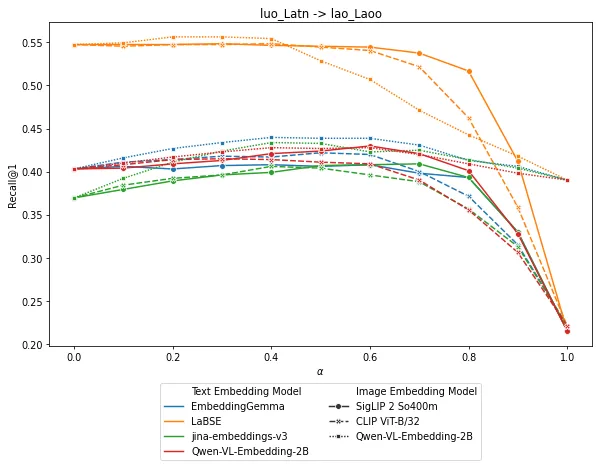 luo_Latn -> lao_Laoo
Recall@1
0.55
0.50
0.45
0.40
0.35
0.30
0.25
0.20
0.0
0.2
0.4
0.6
0.8
1.0
α
Text Embedding Model
EmbeddingGemma
LaBSE
jina-embeddings-v3
Qwen-VL-Embedding-2B
Image Embedding Model
SigLIP 2 So400m
CLIP ViT-B/32
Qwen-VL-Embedding-2B